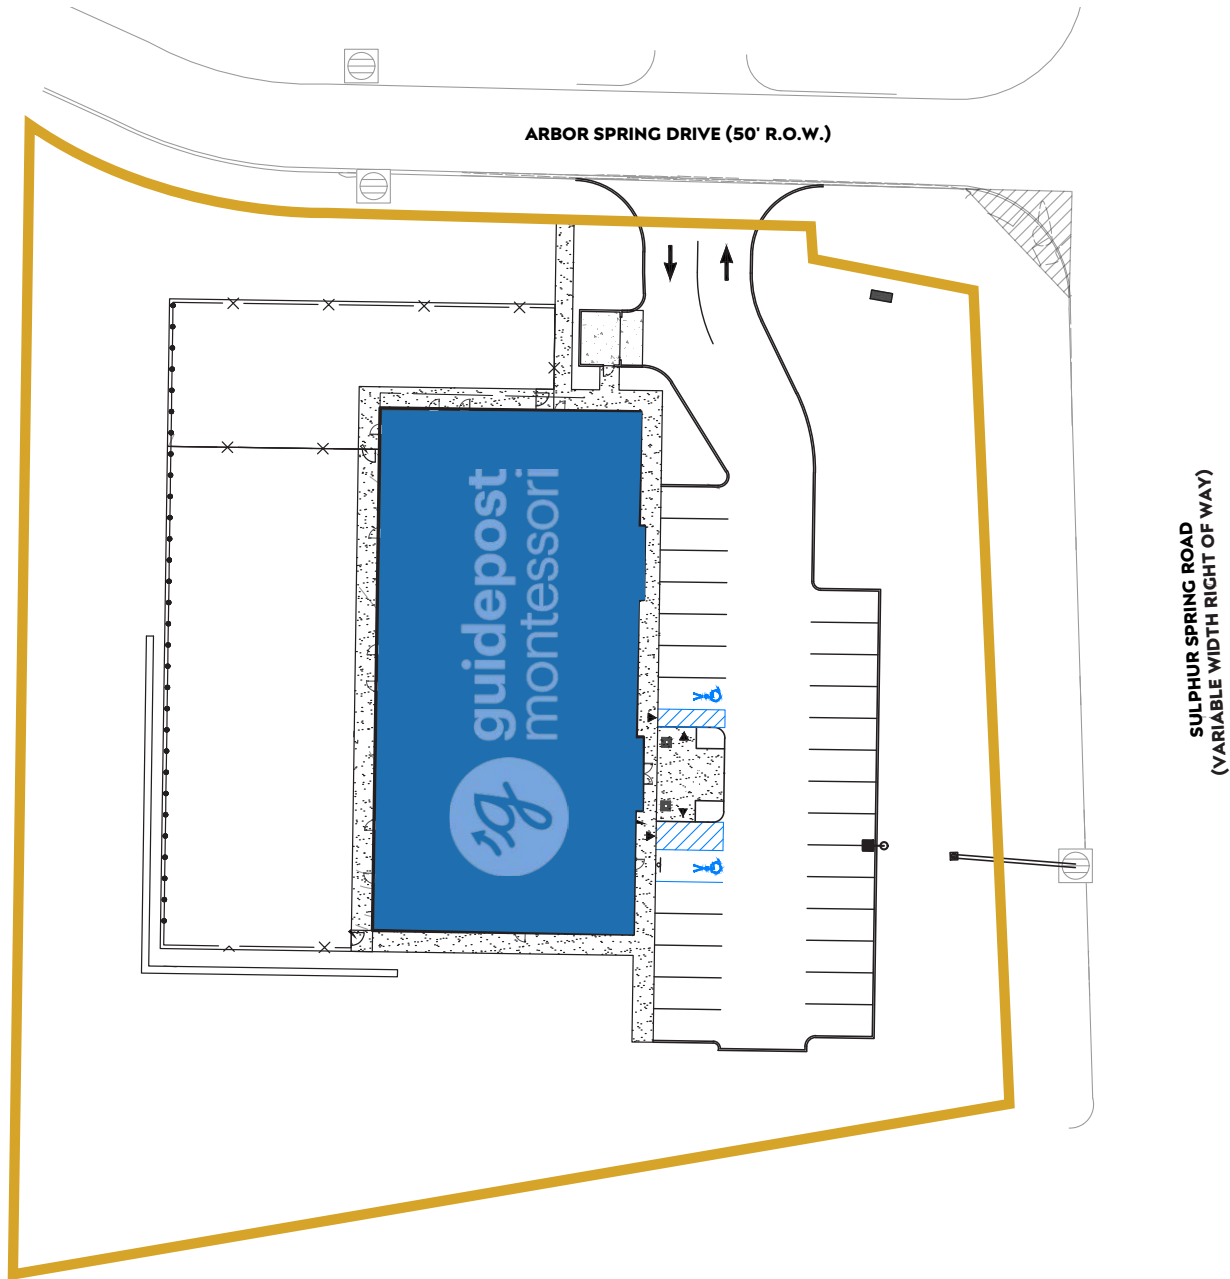 ARBOR SPRING DRIVE (50' R.O.W.)
guidepost
montessori
SULPHUR SPRING ROAD
(VARIABLE WIDTH RIGHT OF WAY)